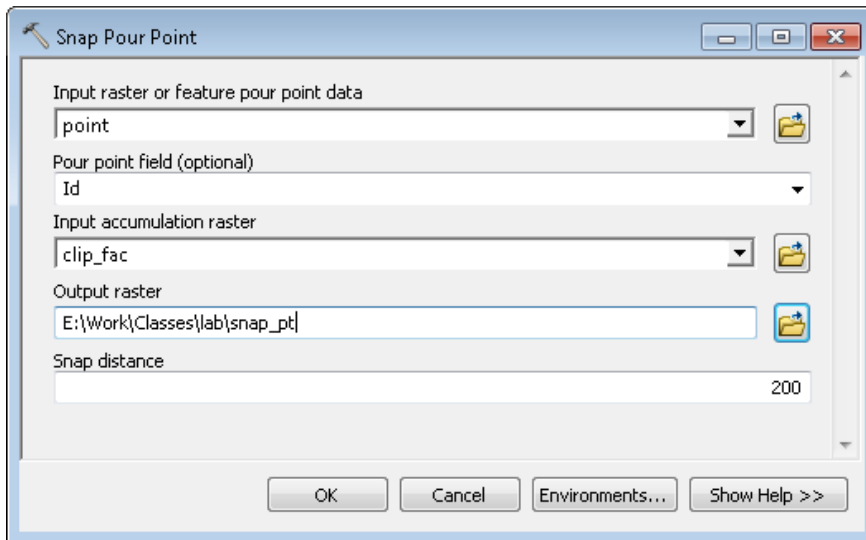 Snap Pour Point
Input raster or feature pour point data
point
Pour point field (optional)
Id
Input accumulation raster
clip_fac
Output raster
E:\Work\Classes\lab\snap_pt
Snap distance
200
OK Cancel Environments... Show Help >>